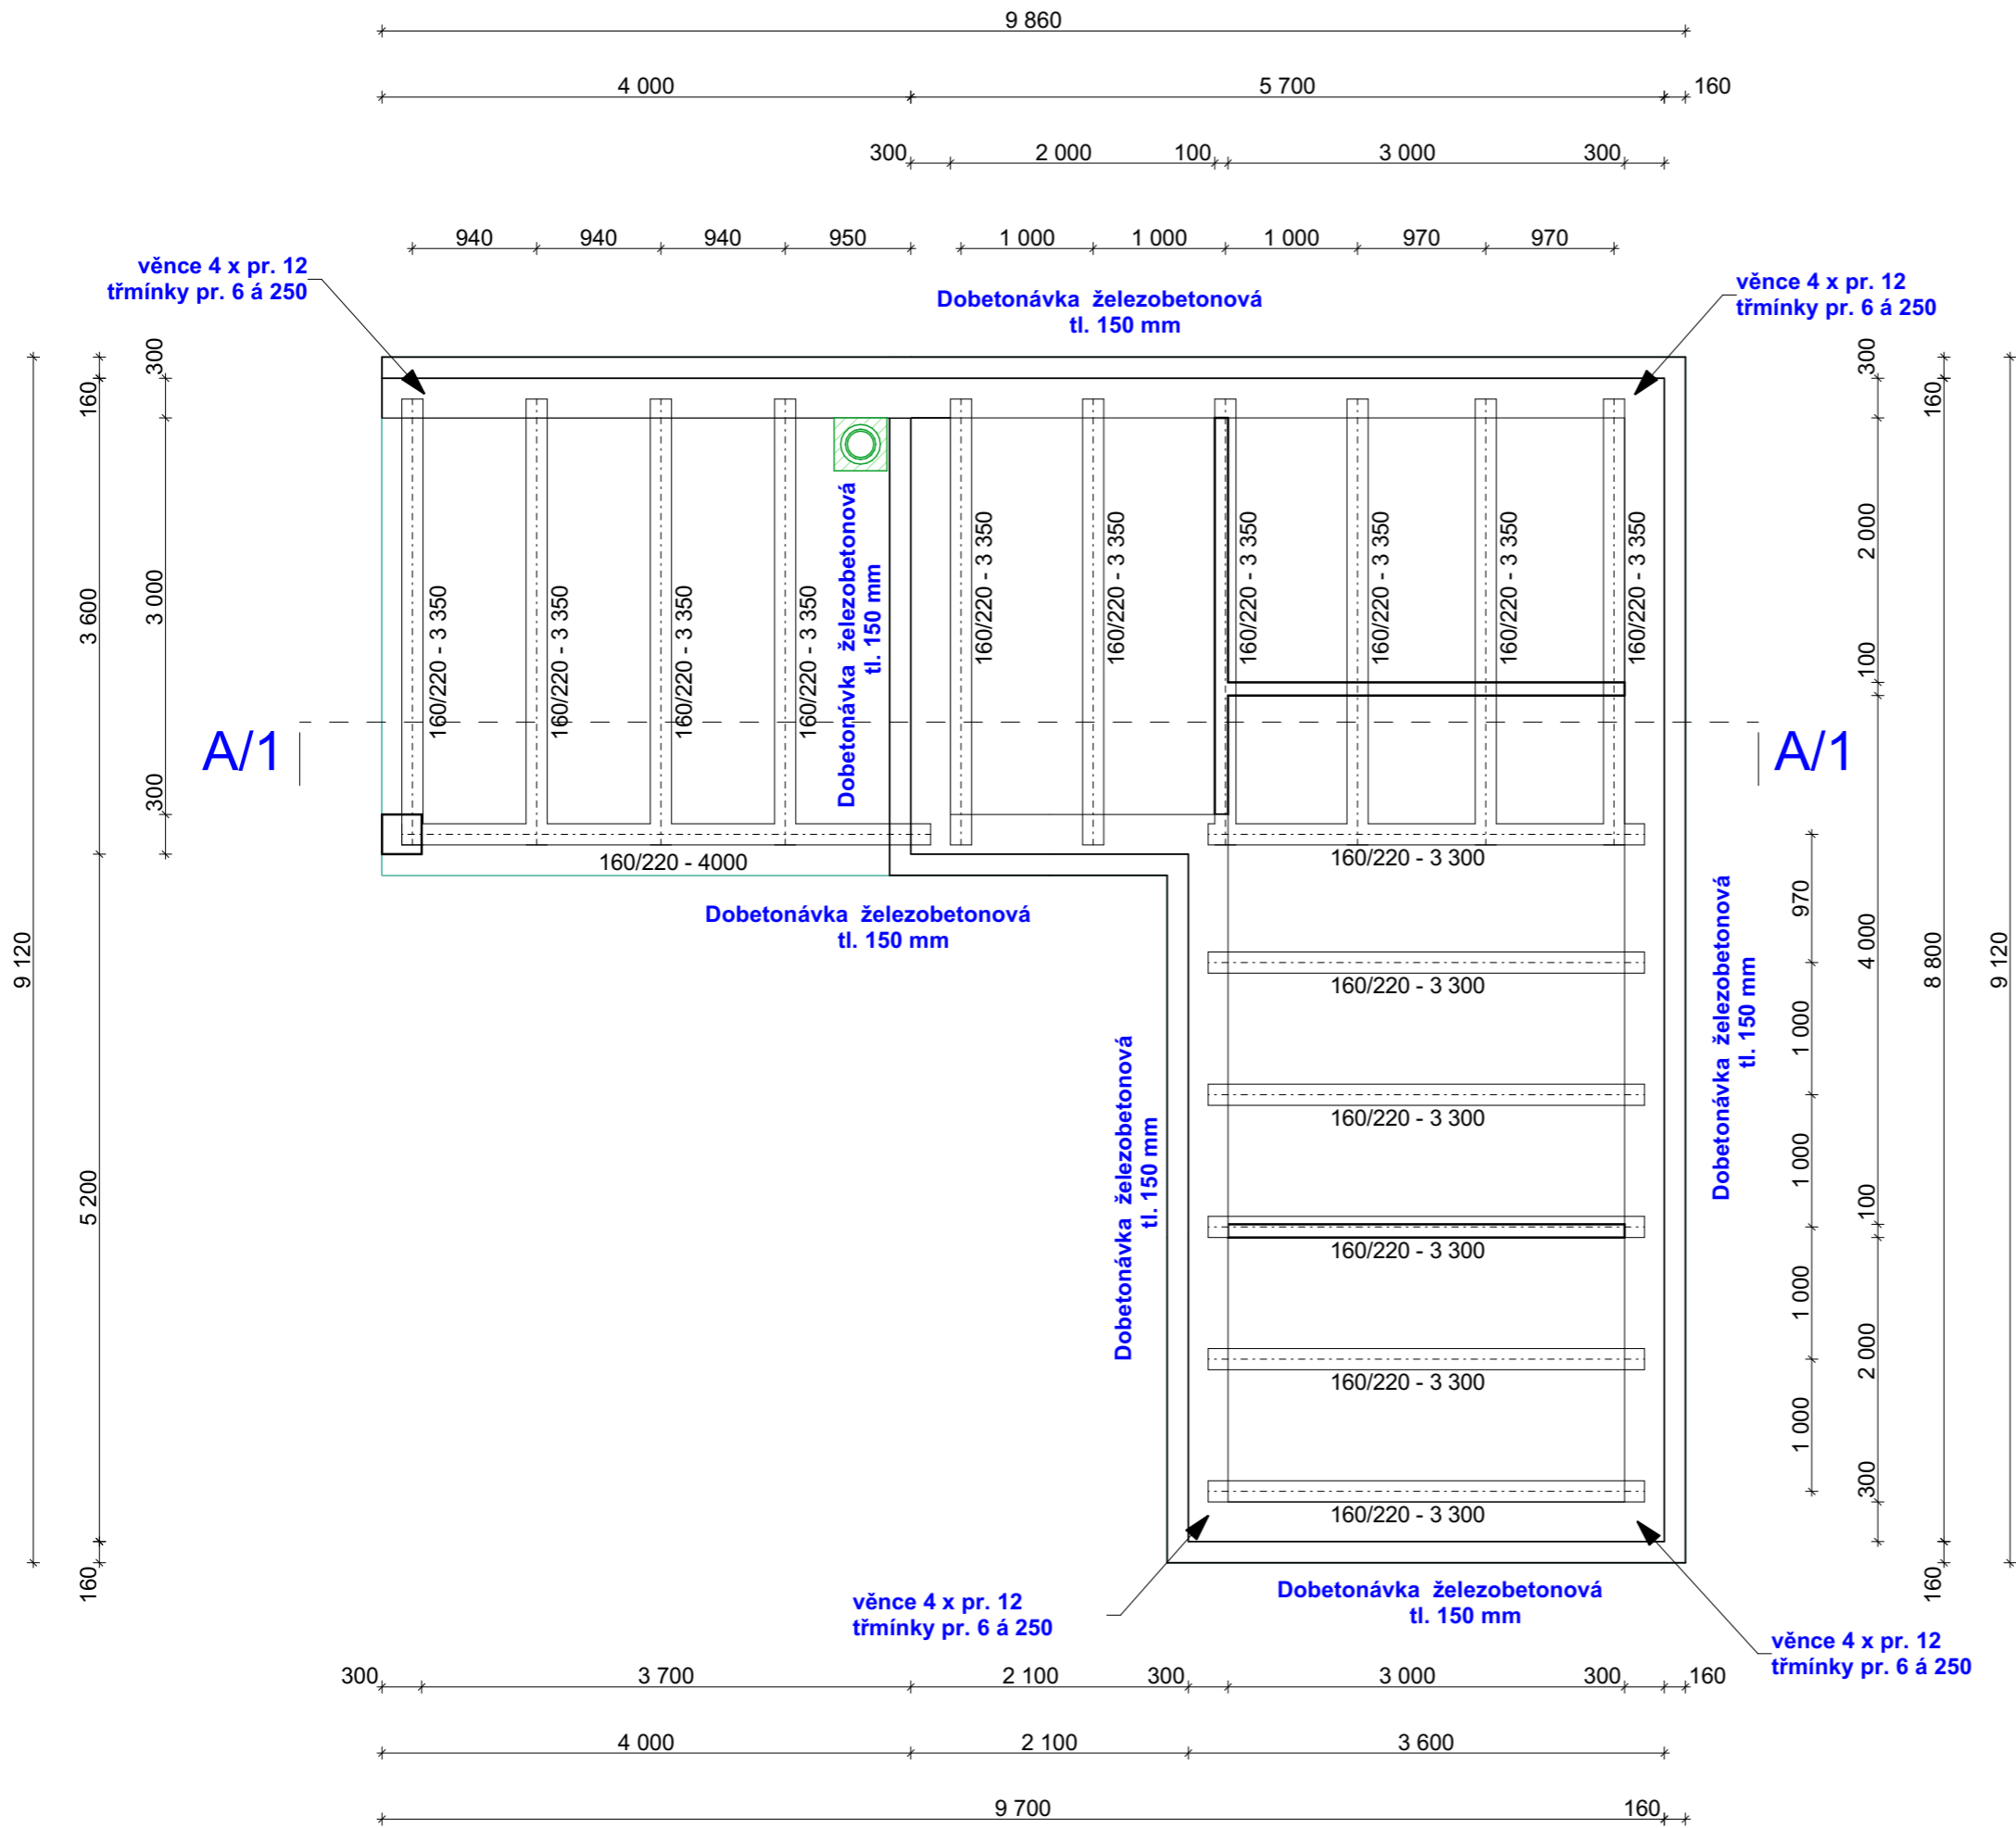 9 860
4 000
5 700
160
300
2 000
100
3 000
300
940
940
940
950
1 000
1 000
1 000
970
970
věnce 4 x pr. 12
třmínky pr. 6 á 250
Dobetonávka železobetonová
tl. 150 mm
věnce 4 x pr. 12
třmínky pr. 6 á 250
9 120
160
3 600
5 200
160
300
3 000
300
A/1
160/220 - 3 350
160/220 - 3 350
160/220 - 3 350
160/220 - 3 350
Dobetonávka železobetonová
tl. 150 mm
160/220 - 3 350
160/220 - 3 350
160/220 - 3 350
160/220 - 3 350
160/220 - 3 350
160/220 - 3 350
A/1
160/220 - 4000
Dobetonávka železobetonová
tl. 150 mm
160/220 - 3 300
160/220 - 3 300
160/220 - 3 300
160/220 - 3 300
160/220 - 3 300
160/220 - 3 300
Dobetonávka železobetonová
tl. 150 mm
Dobetonávka železobetonová
tl. 150 mm
970
1 000
1 000
1 000
1 000
300
2 000
100
4 000
100
2 000
300
160
8 800
160
9 120
věnce 4 x pr. 12
třmínky pr. 6 á 250
Dobetonávka železobetonová
tl. 150 mm
věnce 4 x pr. 12
třmínky pr. 6 á 250
300
3 700
2 100
300
3 000
300
160
4 000
2 100
3 600
9 700
160